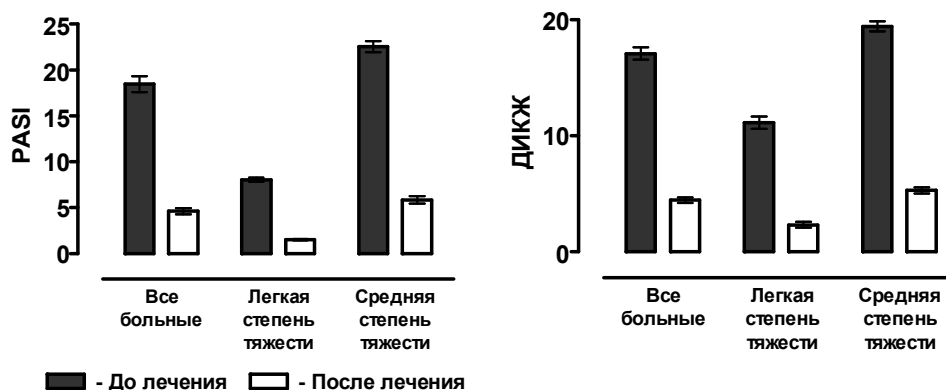 PASI
25
20
15
10
5
0
Все
больные
Легкая
степень
тяжести
Средняя
степень
тяжести
ДИКЖ
20
10
0
Все
больные
Легкая
степень
тяжести
Средняя
степень
тяжести
- До лечения
- После лечения